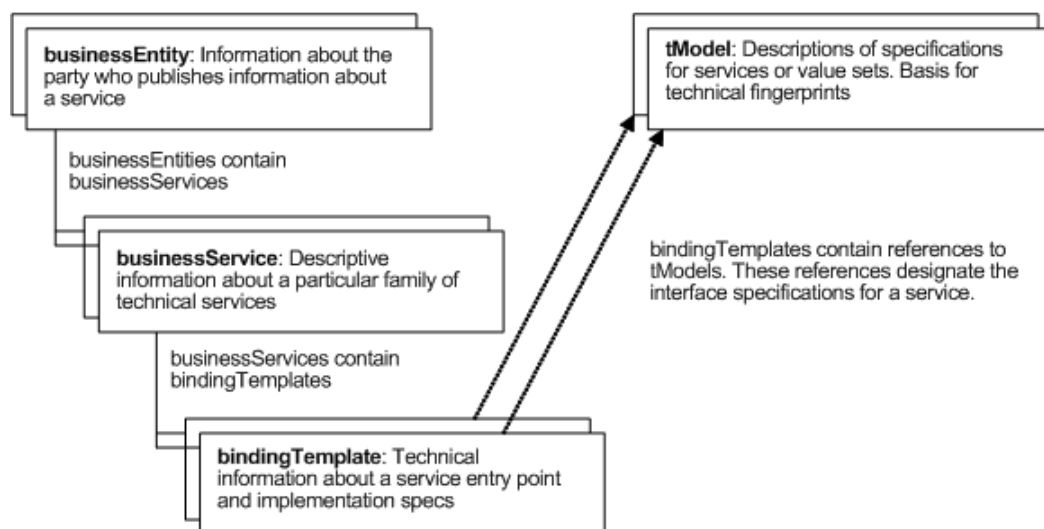 businessEntity: Information about the
party who publishes information about
a service
tModel: Descriptions of specifications
for services or value sets. Basis for
technical fingerprints
businessEntities contain
businessServices
businessService: Descriptive
information about a particular family of
technical services
bindingTemplates contain references to
tModels. These references designate the
interface specifications for a service.
businessServices contain
bindingTemplates
bindingTemplate: Technical
information about a service entry point
and implementation specs